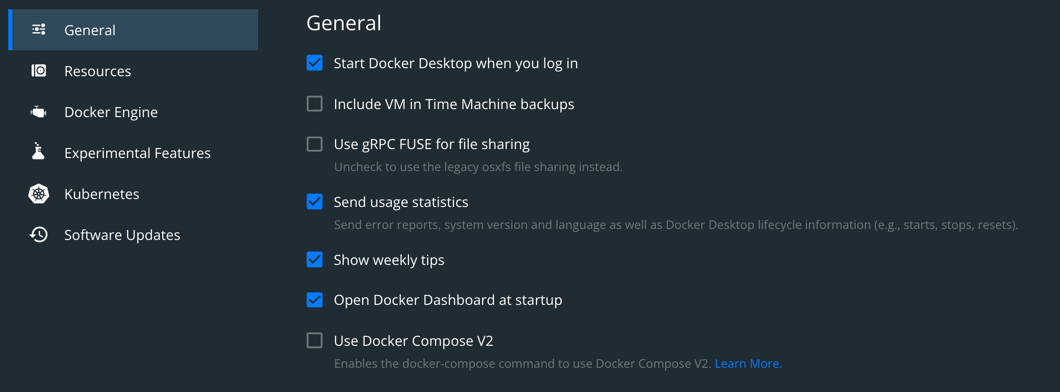 General
Resources
Docker Engine
Experimental Features
Kubernetes
Software Updates
General
Start Docker Desktop when you log in
Include VM in Time Machine backups
Use gRPC FUSE for file sharing
Uncheck to use the legacy osxfs file sharing instead.
Send usage statistics
Send error reports, system version and language as well as Docker Desktop lifecycle information (e.g., starts, stops, resets).
Show weekly tips
Open Docker Dashboard at startup
Use Docker Compose V2
Enables the docker-compose command to use Docker Compose V2. Learn More.